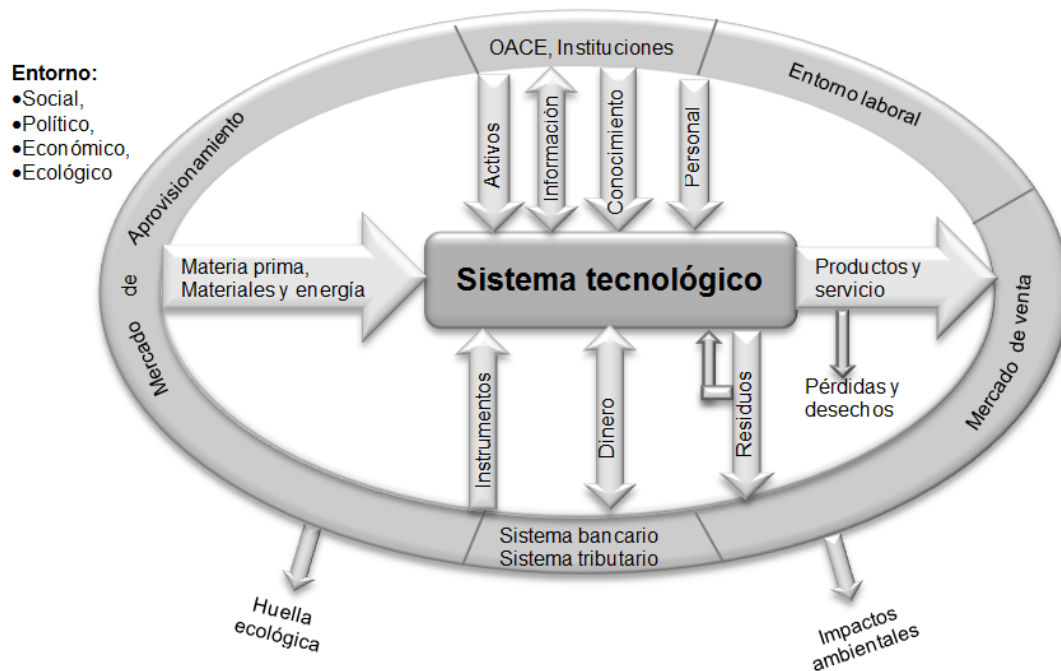 OACE, Instituciones
Entorno:
•Social,
•Político,
•Económico,
•Ecológico
Entorno laboral
Mercado de Aprovisionamiento
Activos
Información
Conocimiento
Personal
Materia prima,
Materiales y energía
Sistema tecnológico
Productos y
servicio
Mercado de venta
Pérdidas y
desechos
Instrumentos
Dinero
Residuos
Sistema bancario
Sistema tributario
Huella
ecológica
Impactos
ambientales